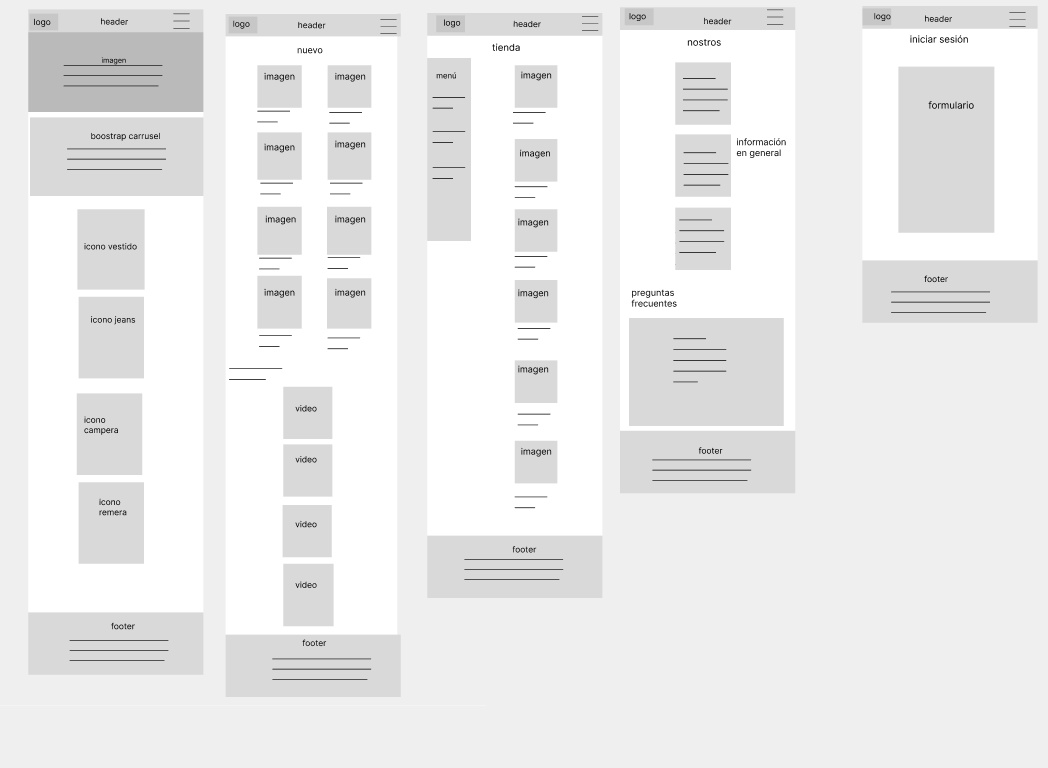 logo
header
imagen
boostrap carrusel
icono vestido
icono jeans
icono
campera
icono
remera
footer
logo
header
nuevo
imagen
imagen
imagen
imagen
imagen
imagen
imagen
imagen
video
video
video
video
footer
logo
header
tienda
menú
imagen
imagen
imagen
imagen
imagen
imagen
footer
logo
header
nostros
información
en general
preguntas
frecuentes
footer
logo
header
iniciar sesión
formulario
footer